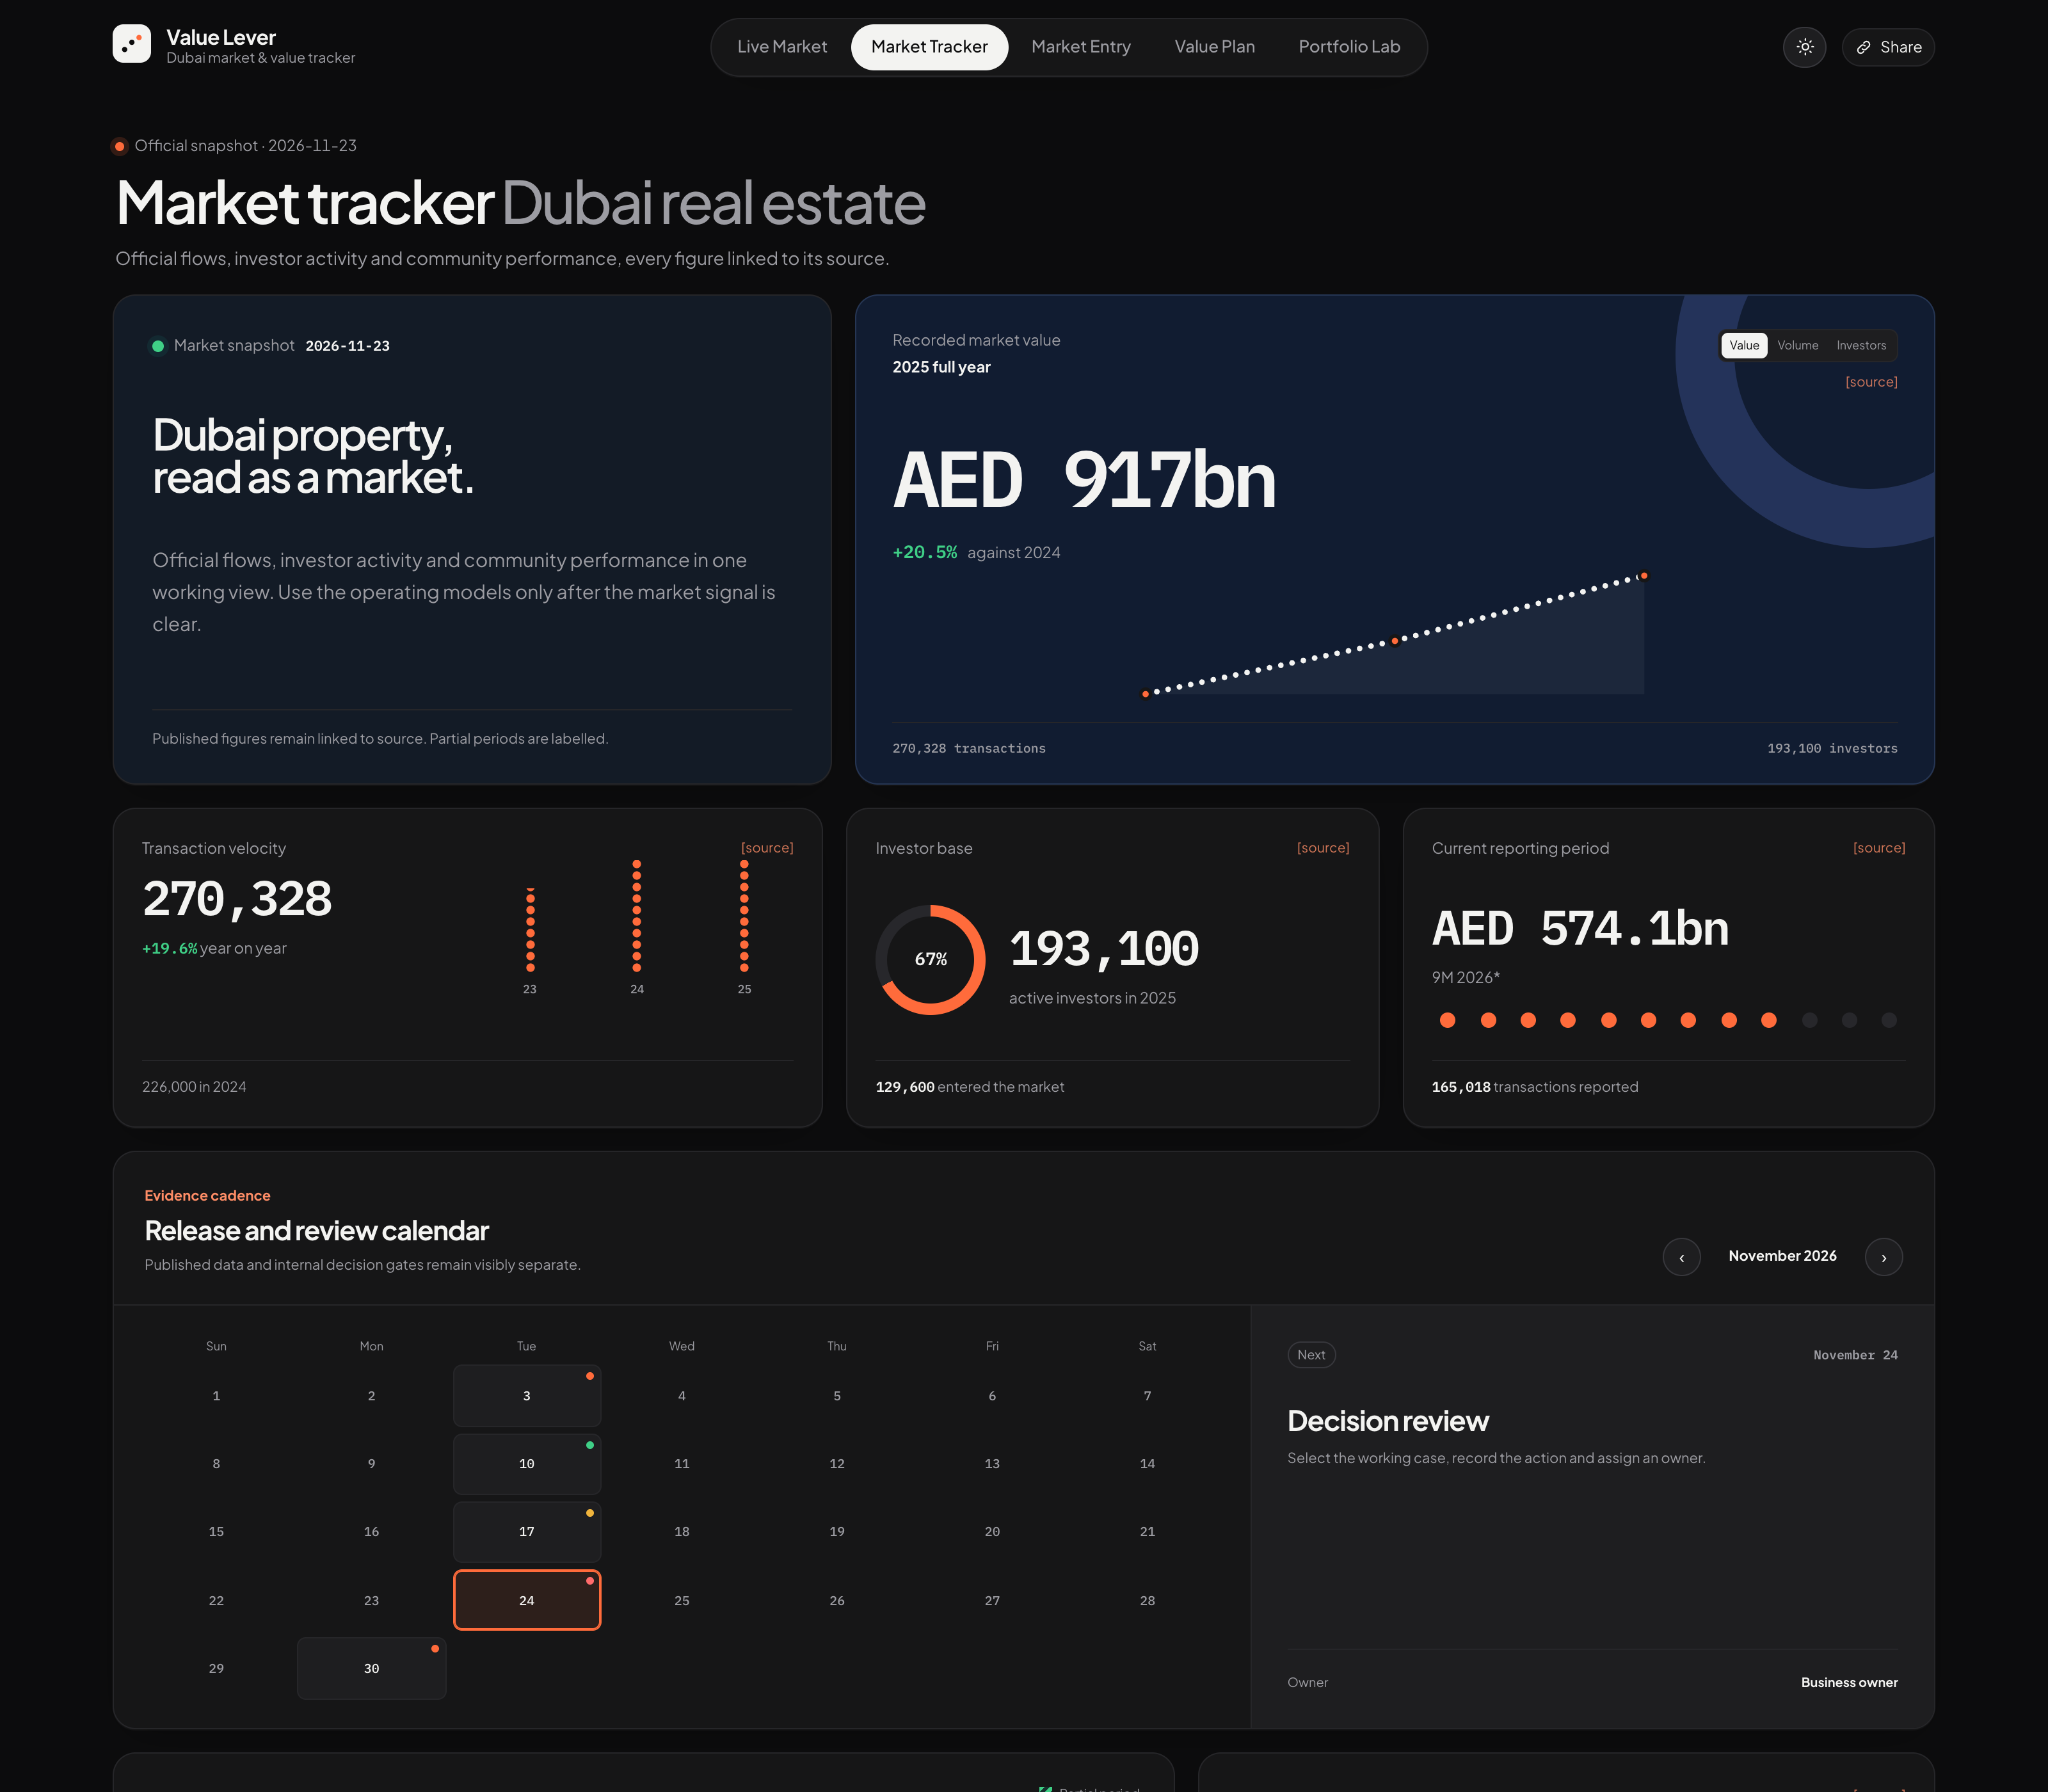 Value Lever
Dubai market & value tracker
Live Market
Market Tracker
Market Entry
Value Plan
Portfolio Lab
Share
Official snapshot · 2026-11-23
Market tracker Dubai real estate
Official flows, investor activity and community performance, every figure linked to its source.
Market snapshot 2026-11-23
Dubai property,
read as a market.
Official flows, investor activity and community performance in one
working view. Use the operating models only after the market signal is
clear.
Published figures remain linked to source. Partial periods are labelled.
Recorded market value
2025 full year
Value Volume Investors
[source]
AED 917bn
+20.5% against 2024
270,328 transactions
193,100 investors
Transaction velocity
[source]
270,328
+19.6% year on year
23 24 25
226,000 in 2024
Investor base
[source]
67%
193,100
active investors in 2025
129,600 entered the market
Current reporting period
[source]
AED 574.1bn
9M 2026*
165,018 transactions reported
Evidence cadence
Release and review calendar
Published data and internal decision gates remain visibly separate.
‹ November 2026 ›
Sun Mon Tue Wed Thu Fri Sat
1 2 3 4 5 6 7
8 9 10 11 12 13 14
15 16 17 18 19 20 21
22 23 24 25 26 27 28
29 30
Next
November 24
Decision review
Select the working case, record the action and assign an owner.
Owner
Business owner